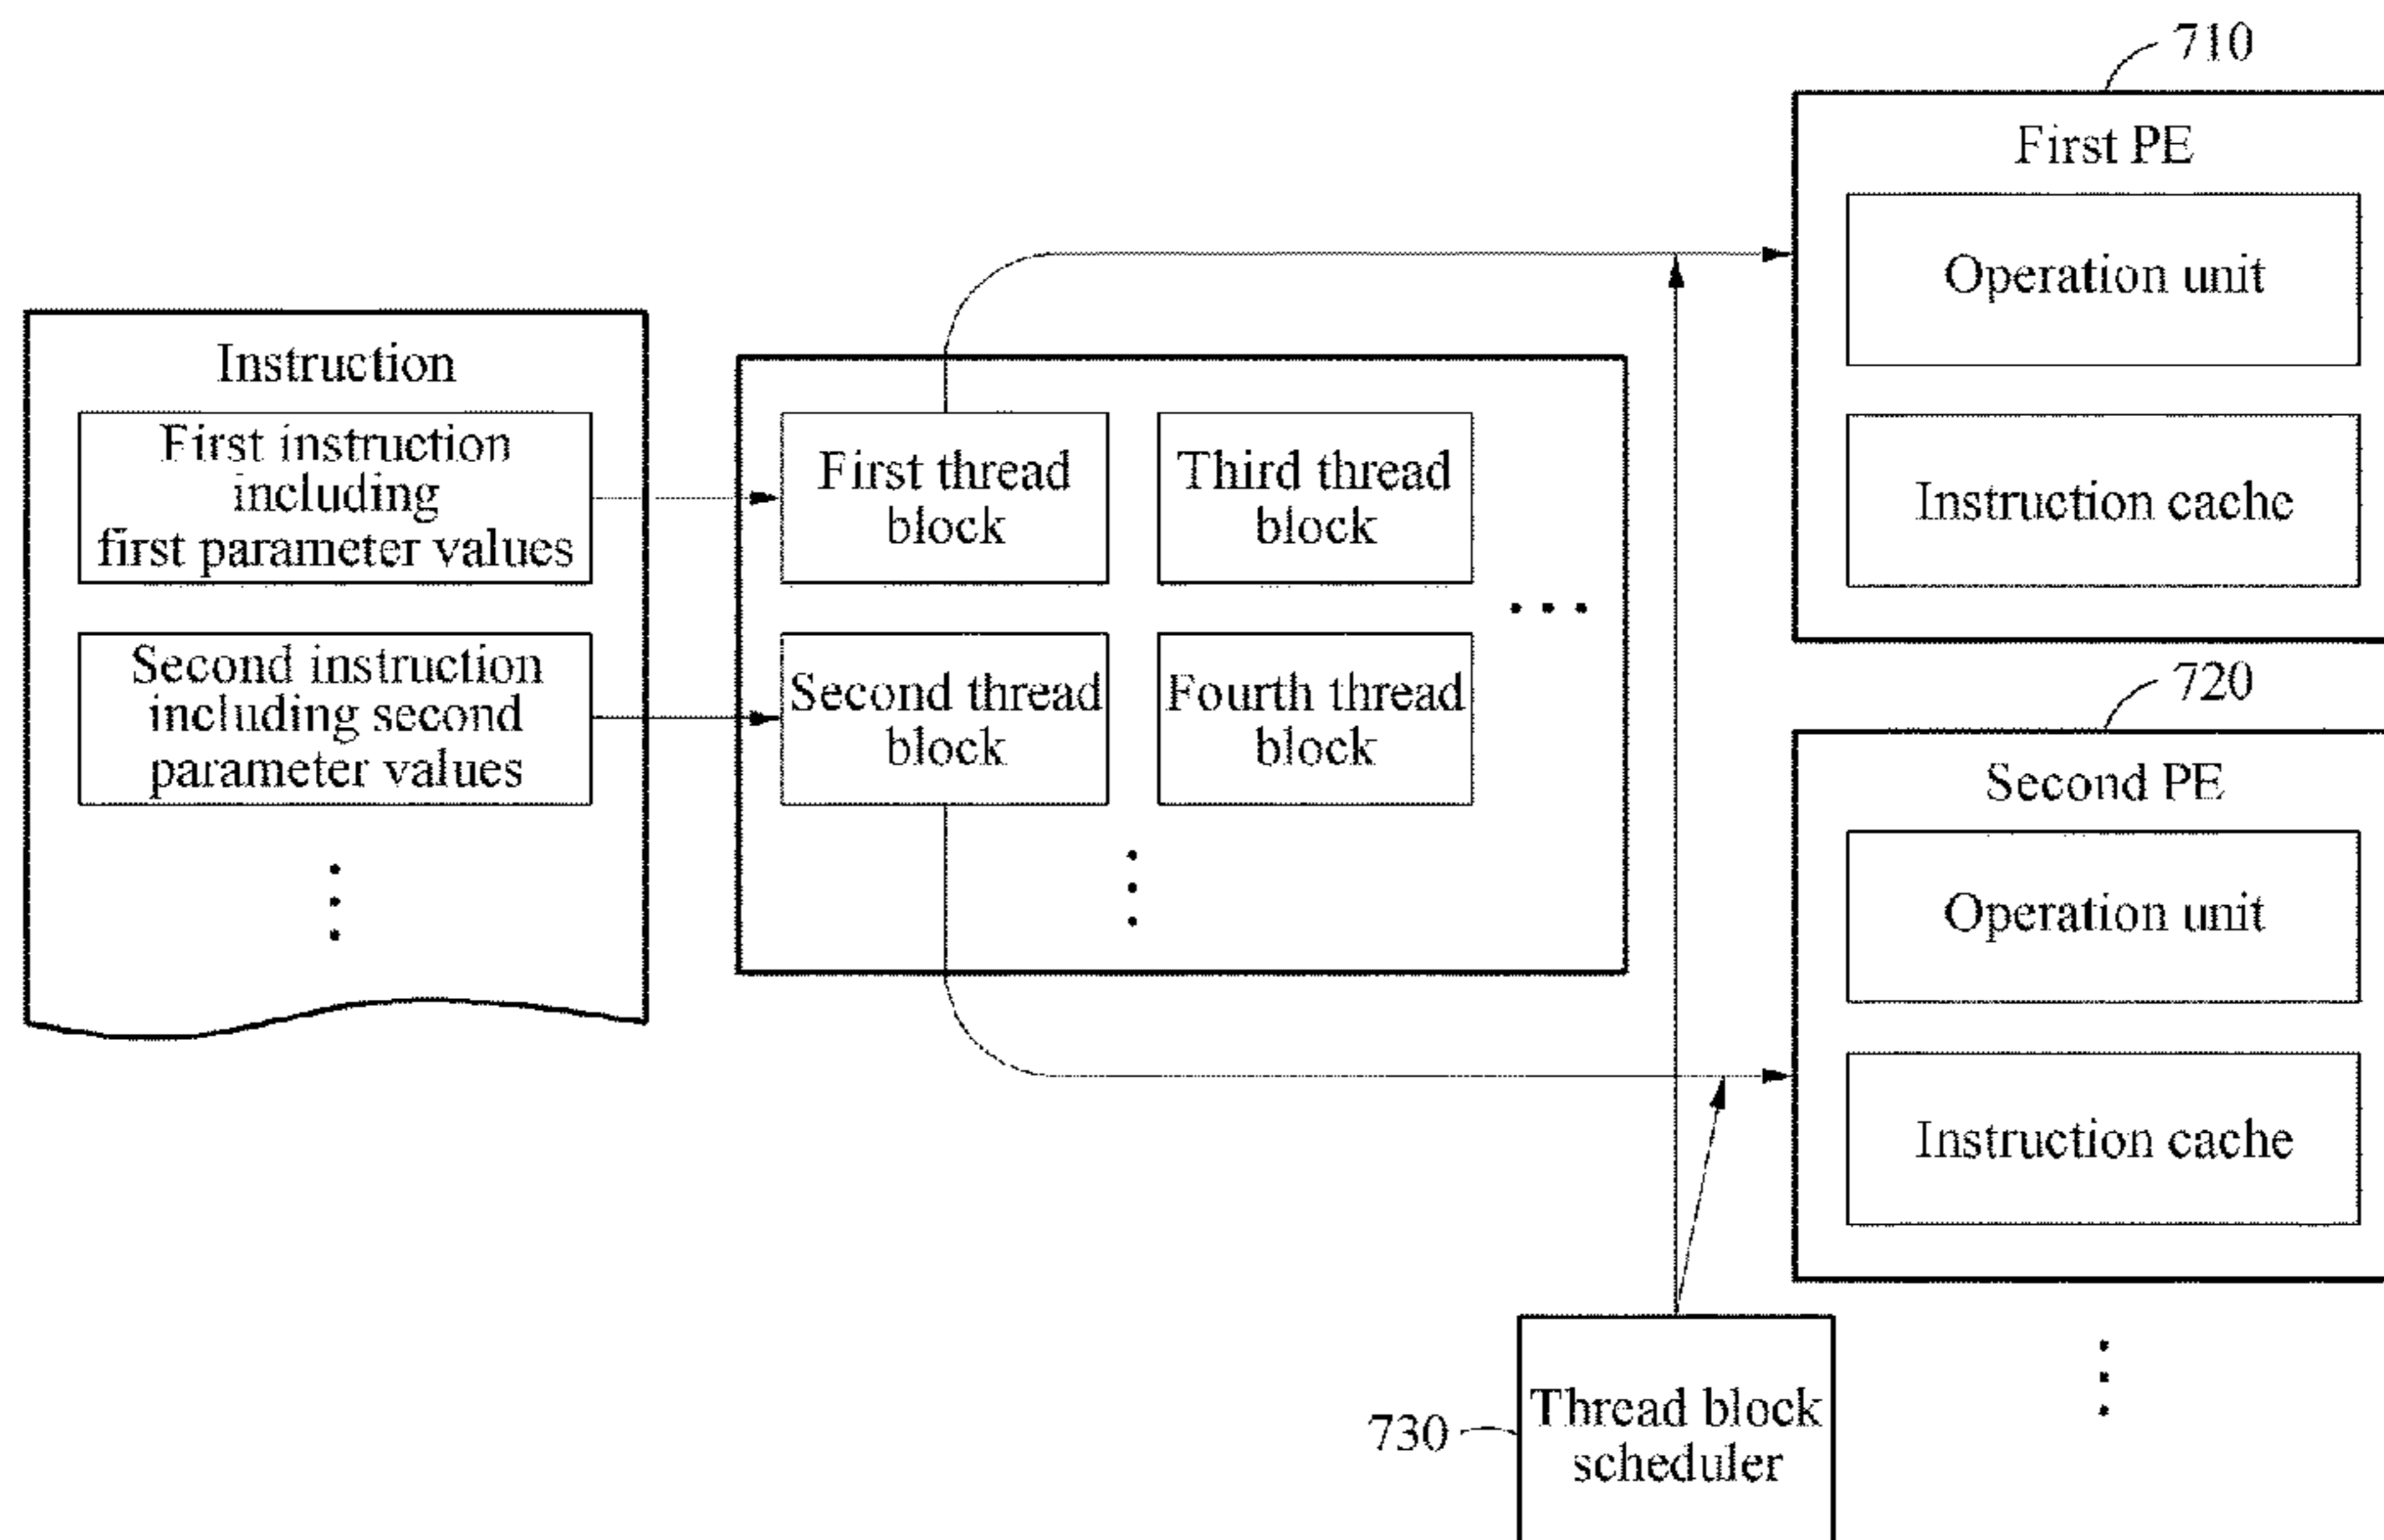 Instruction
First instruction
including
first parameter values
Second instruction
including second
parameter values
First thread
block
Third thread
block
Second thread
block
Fourth thread
block
710
First PE
Operation unit
Instruction cache
720
Second PE
Operation unit
Instruction cache
730
Thread block
scheduler